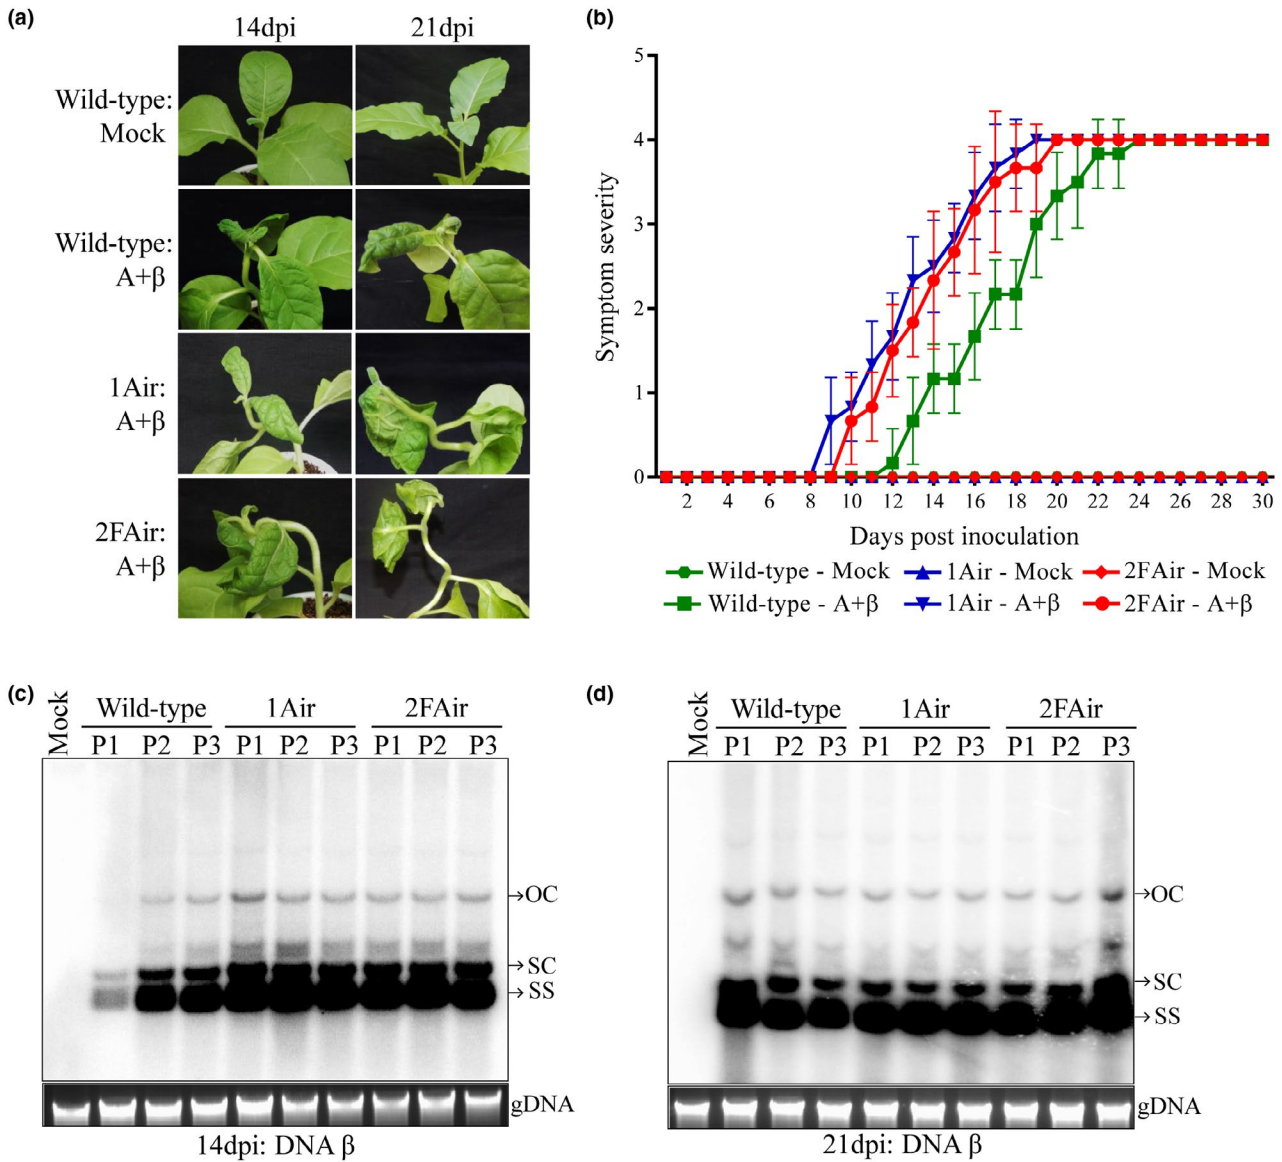 (a)
14dpi 21dpi
Wild-type:
Mock
Wild-type:
A+β
1Air:
A+β
2FAir:
A+β
(b)
5
4
3
2
1
0
Symptom severity
2 4 6 8 10 12 14 16 18 20 22 24 26 28 30
Days post inoculation
Wild-type - Mock 1Air - Mock 2FAir - Mock
Wild-type - A+β 1Air - A+β 2FAir - A+β
(c)
Mock
Wild-type 1Air 2FAir
P1 P2 P3 P1 P2 P3 P1 P2 P3
→OC
→SC
→SS
gDNA
14dpi: DNA β
(d)
Mock
Wild-type 1Air 2FAir
P1 P2 P3 P1 P2 P3 P1 P2 P3
→OC
→SC
→SS
gDNA
21dpi: DNA β